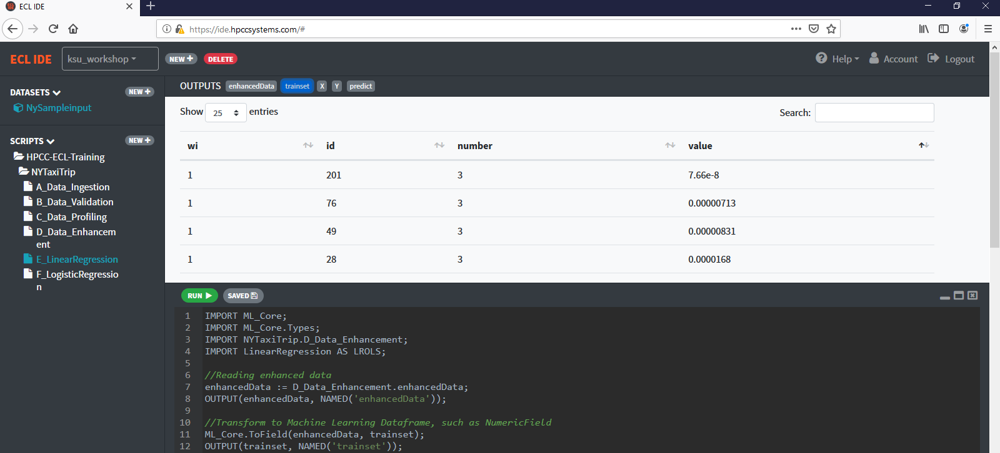 ECL IDE
https://ide.hpccsystems.com/#
ECL IDE ksu_workshop NEW DELETE Help Account Logout
DATASETS NEW
NySampleinput
SCRIPTS NEW
HPCC-ECL-Training
NYTaxiTrip
A_Data_Ingestion
B_Data_Validation
C_Data_Profiling
D_Data_Enhancem
ent
E_LinearRegression
F_LogisticRegressio
n
OUTPUTS enhancedData trainset X Y predict
Show 25 entries Search:
wi id number value
1 201 3 7.66e-8
1 76 3 0.00000713
1 49 3 0.00000831
1 28 3 0.0000168
RUN SAVED
1 IMPORT ML_Core;
2 IMPORT ML_Core.Types;
3 IMPORT NYTaxiTrip.D_Data_Enhancement;
4 IMPORT LinearRegression AS LROLS;
5
6 //Reading enhanced data
7 enhancedData := D_Data_Enhancement.enhancedData;
8 OUTPUT(enhancedData, NAMED('enhancedData'));
9
10 //Transform to Machine Learning Dataframe, such as NumericField
11 ML_Core.ToField(enhancedData, trainset);
12 OUTPUT(trainset, NAMED('trainset'));